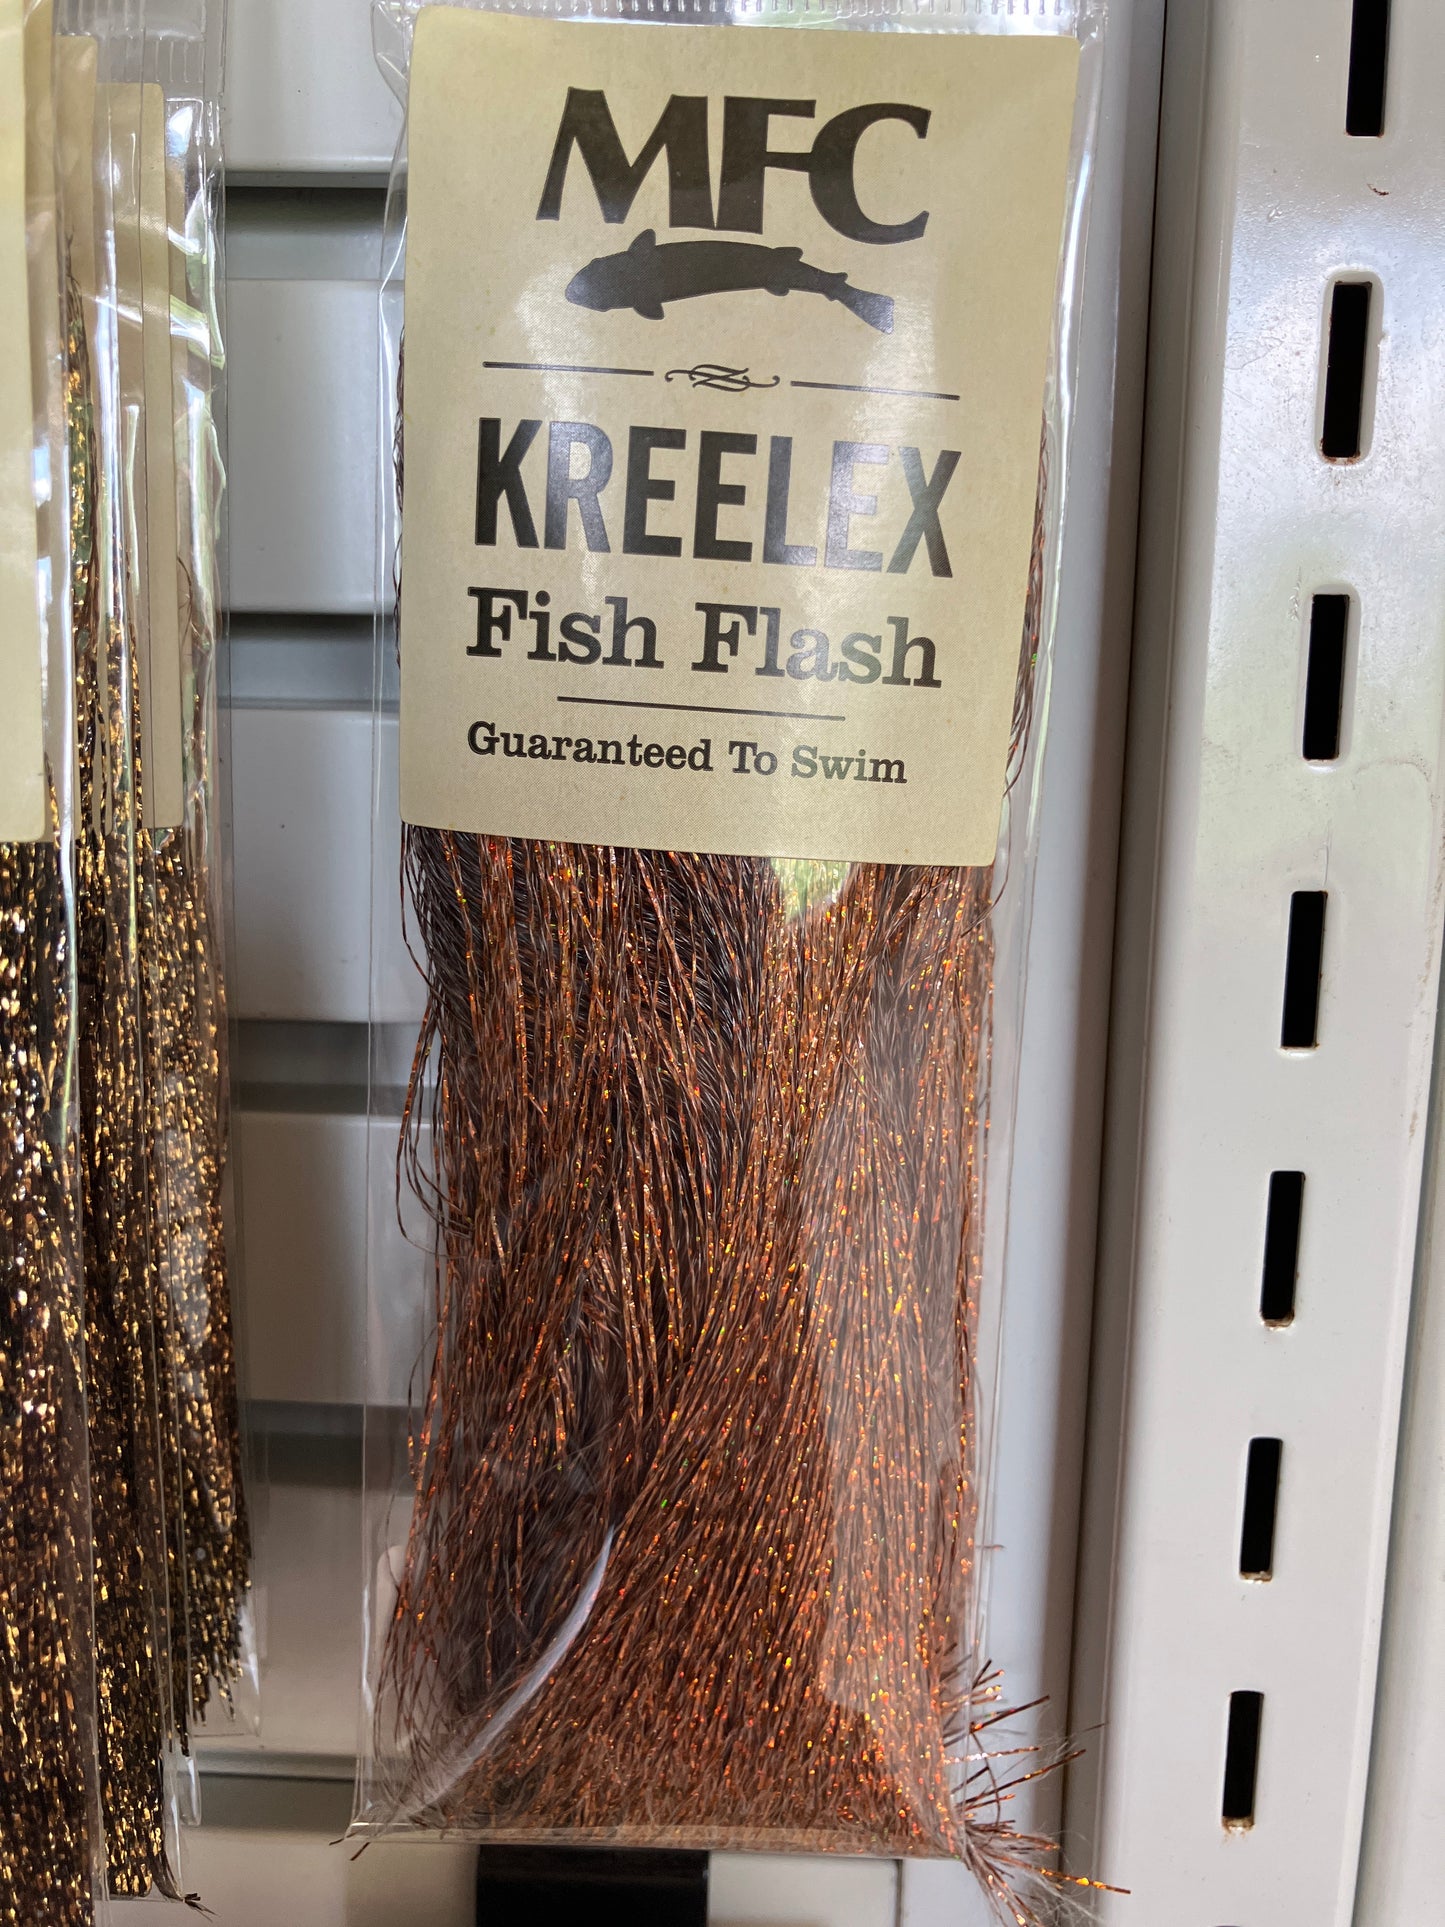 MFC
KREELEX
Fish Flash
Guaranteed To Swim